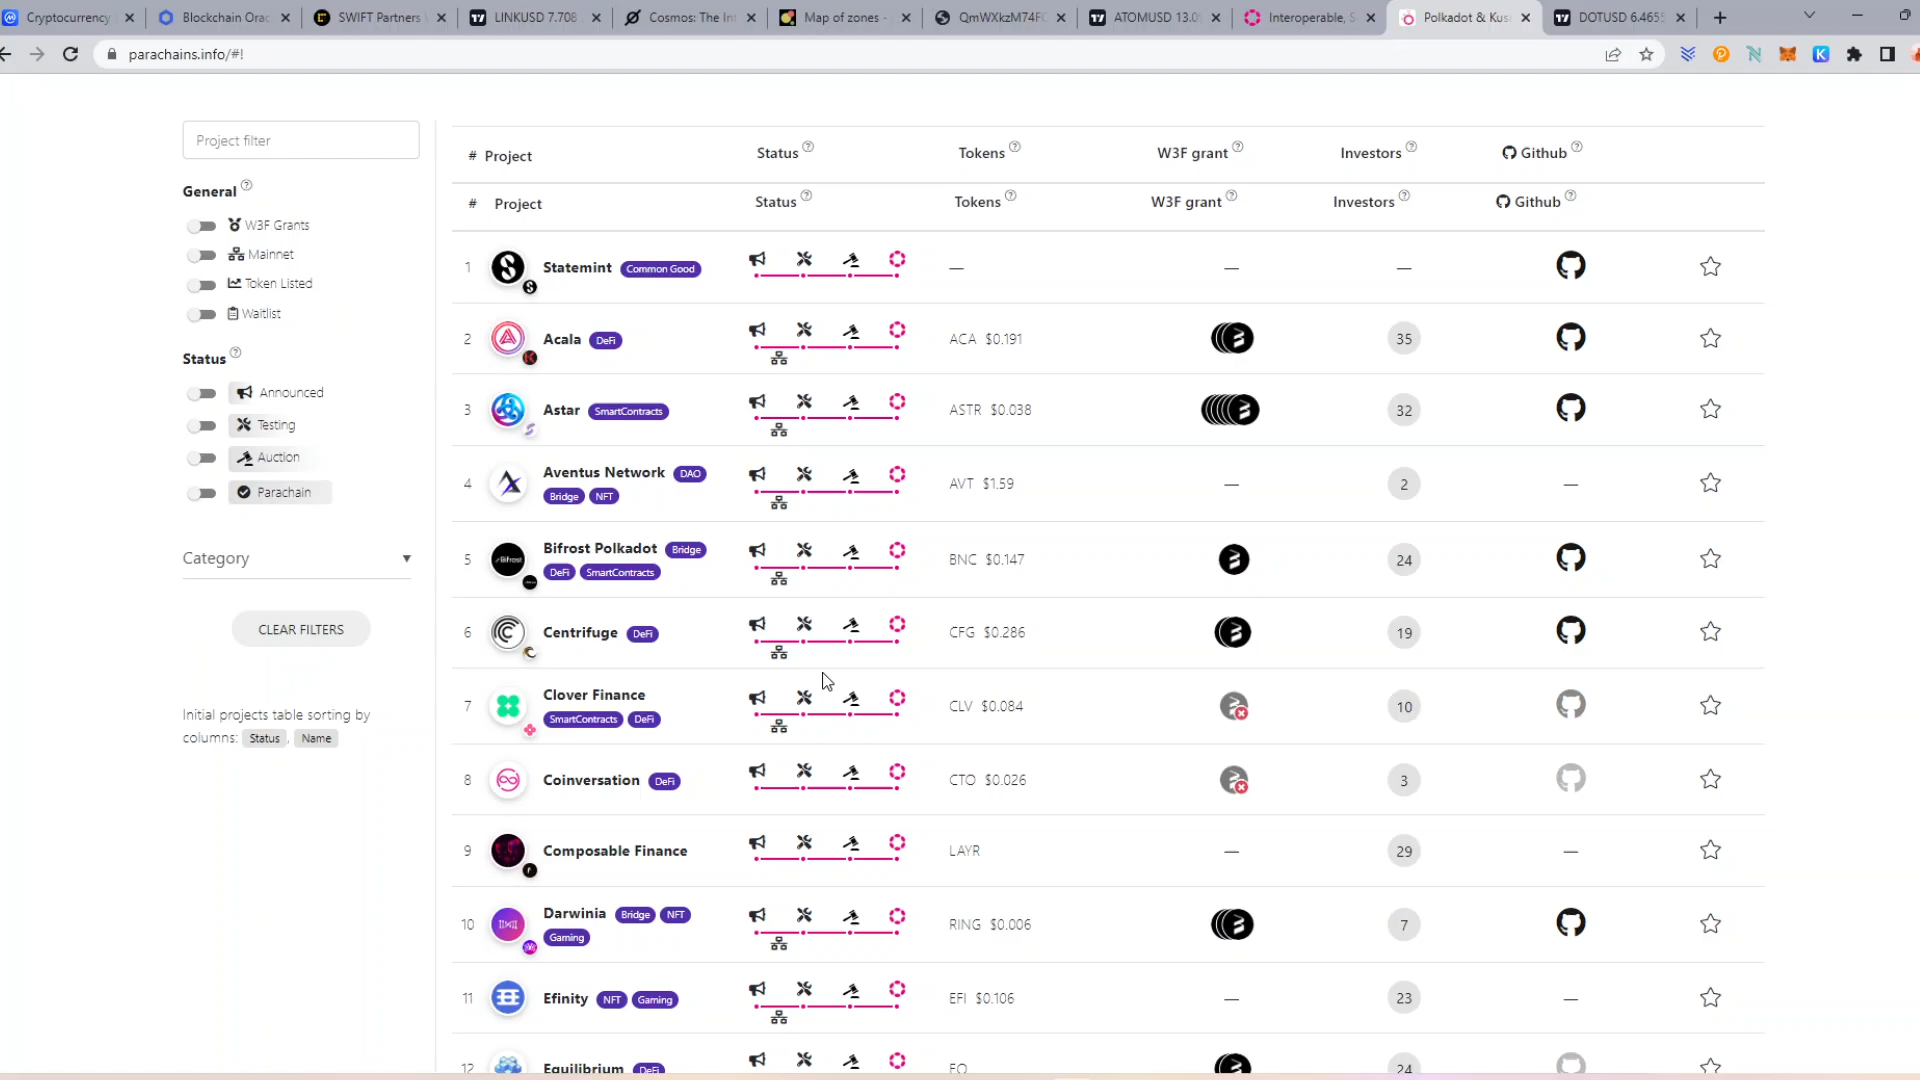 Cryptocurrency
Blockchain Orac
SWIFT Partners
LINKUSD 7.708
Cosmos: The Int
Map of zones -
QmWXkzM74FC
ATOMUSD 13.0
Interoperable, S
Polkadot & Kus
DOTUSD 6.4655
parachains.info/#!
Project filter
General
W3F Grants
Mainnet
Token Listed
Waitlist
Status
Announced
Testing
Auction
Parachain
Category
CLEAR FILTERS
Initial projects table sorting by
columns: Status, Name
# Project Status Tokens W3F grant Investors Github
# Project Status Tokens W3F grant Investors Github
1 Statemint Common Good — — —
2 Acala DeFi ACA $0.191 35
3 Astar SmartContracts ASTR $0.038 32
4 Aventus Network DAO AVT $1.59 — 2 —
Bridge NFT
5 Bifrost Polkadot Bridge BNC $0.147 24
DeFi SmartContracts
6 Centrifuge DeFi CFG $0.286 19
7 Clover Finance CLV $0.084 10
SmartContracts DeFi
8 Coinversation DeFi CTO $0.026 3
9 Composable Finance LAYR — 29 —
10 Darwinia Bridge NFT RING $0.006 7
Gaming
11 Efinity NFT Gaming EFI $0.106 — 23 —
12 Equilibrium DeFi EQ 24